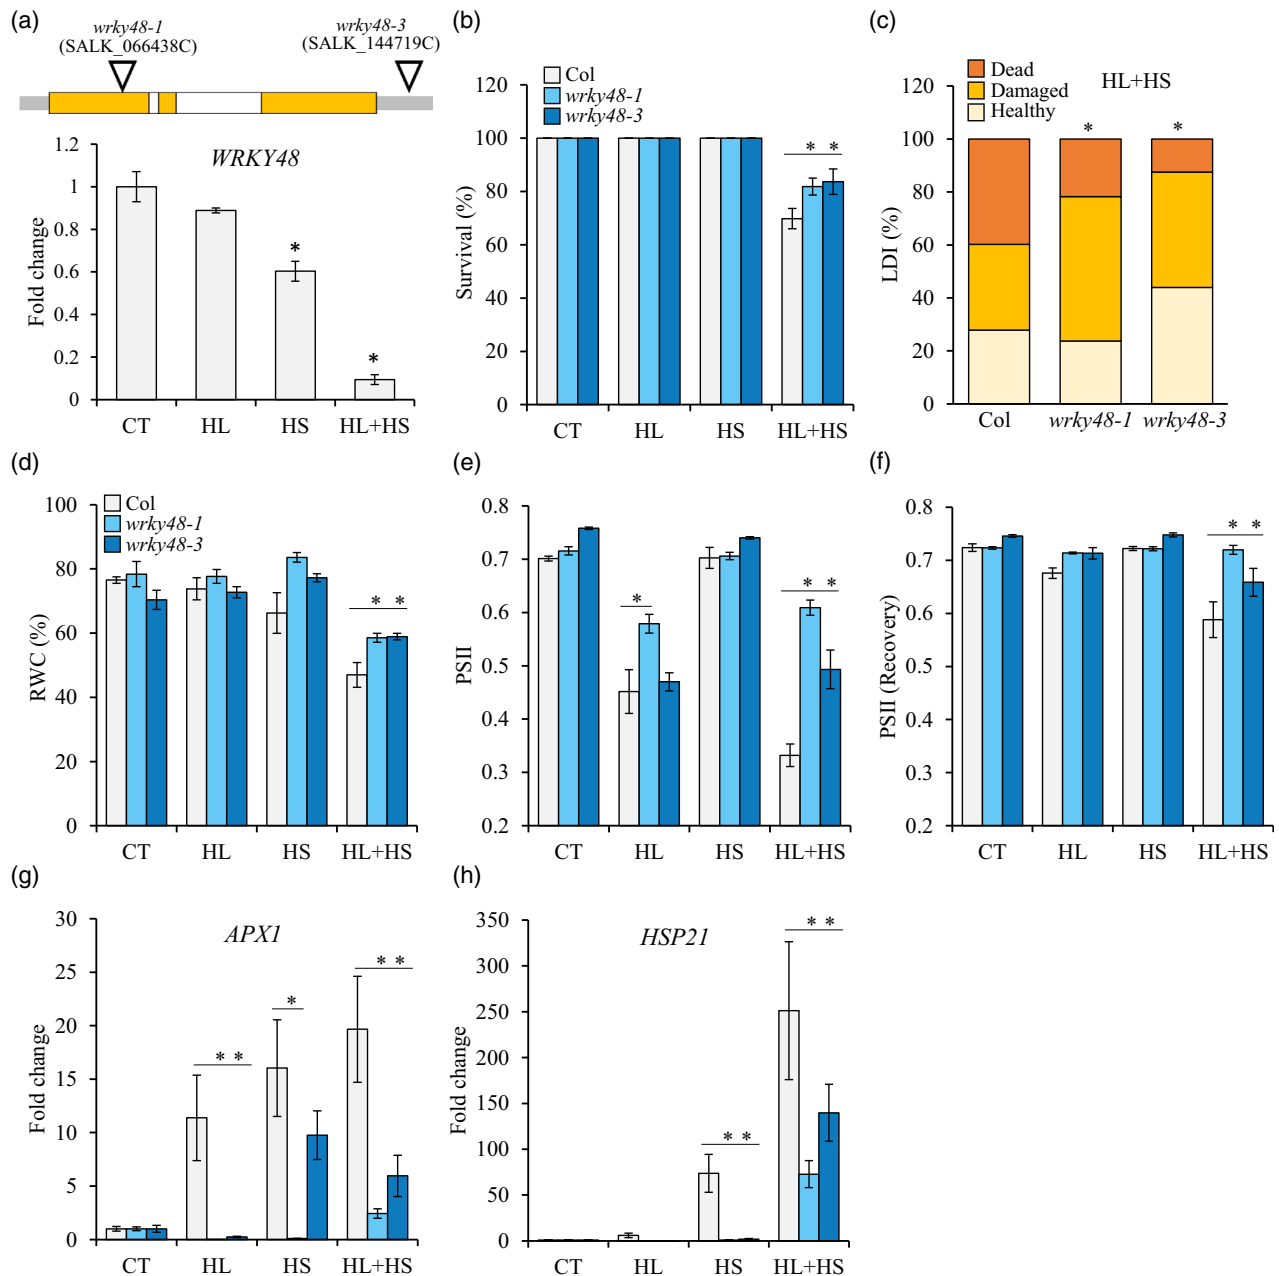 (a)
wrky48-1
(SALK_066438C)
wrky48-3
(SALK_144719C)
WRKY48
Fold change
1.2
1
0.8
0.6
0.4
0.2
0
*
*
CT HL HS HL+HS
(b)
Col
wrky48-1
wrky48-3
Survival (%)
120
100
80
60
40
20
0
* *
CT HL HS HL+HS
(c)
Dead
Damaged
Healthy
HL+HS
LDI (%)
120
100
80
60
40
20
0
* *
Col wrky48-1 wrky48-3
(d)
Col
wrky48-1
wrky48-3
RWC (%)
100
80
60
40
20
0
* *
CT HL HS HL+HS
(e)
PSII
0.8
0.7
0.6
0.5
0.4
0.3
0.2
*
* *
CT HL HS HL+HS
(f)
PSII (Recovery)
0.8
0.7
0.6
0.5
0.4
0.3
0.2
* *
CT HL HS HL+HS
(g)
APX1
Fold change
30
25
20
15
10
5
0
* *
*
* *
CT HL HS HL+HS
(h)
HSP21
Fold change
350
300
250
200
150
100
50
0
* *
* *
CT HL HS HL+HS